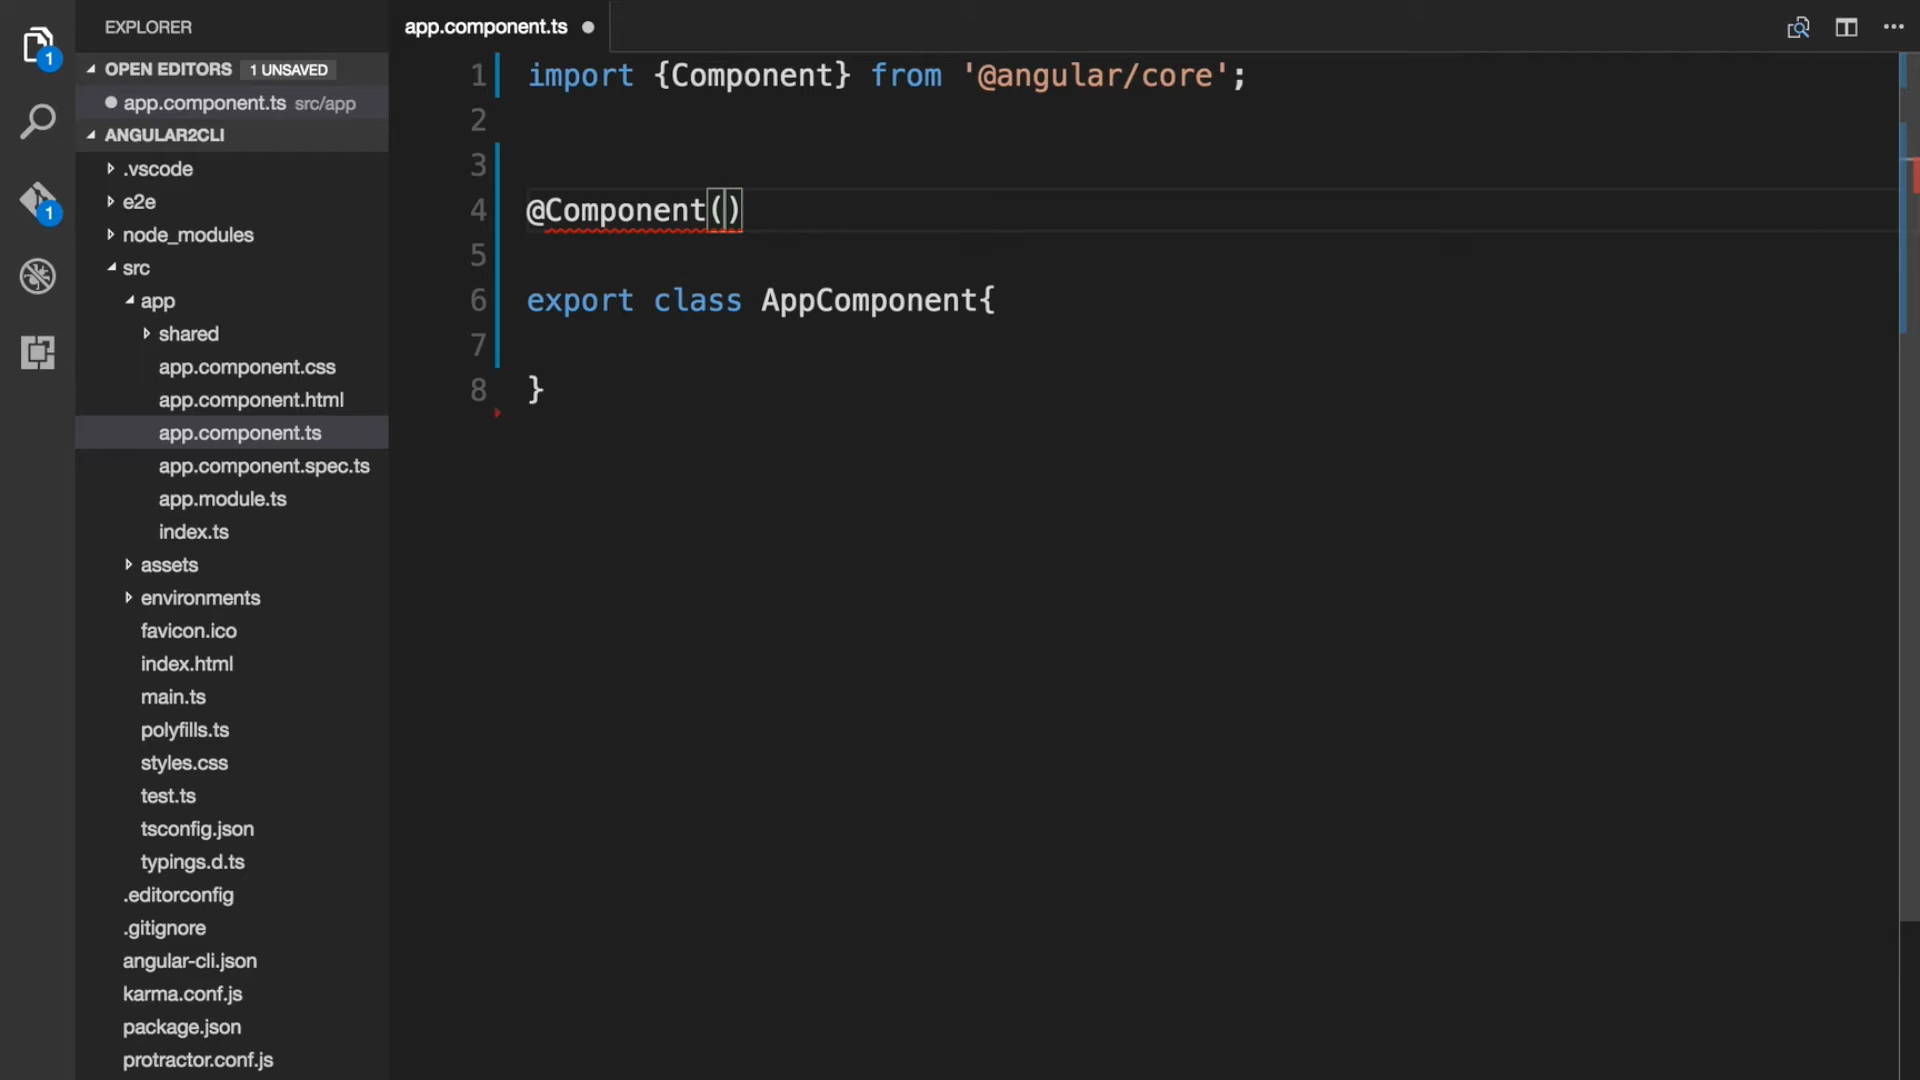 EXPLORER
OPEN EDITORS 1 UNSAVED
app.component.ts src/app
ANGULAR2CLI
.vscode
e2e
node_modules
src
app
shared
app.component.css
app.component.html
app.component.ts
app.component.spec.ts
app.module.ts
index.ts
assets
environments
favicon.ico
index.html
main.ts
polyfills.ts
styles.css
test.ts
tsconfig.json
typings.d.ts
.editorconfig
.gitignore
angular-cli.json
karma.conf.js
package.json
protractor.conf.js
1
1
app.component.ts
1 import {Component} from '@angular/core';
2
3
4 @Component()
5
6 export class AppComponent{
7
8 }